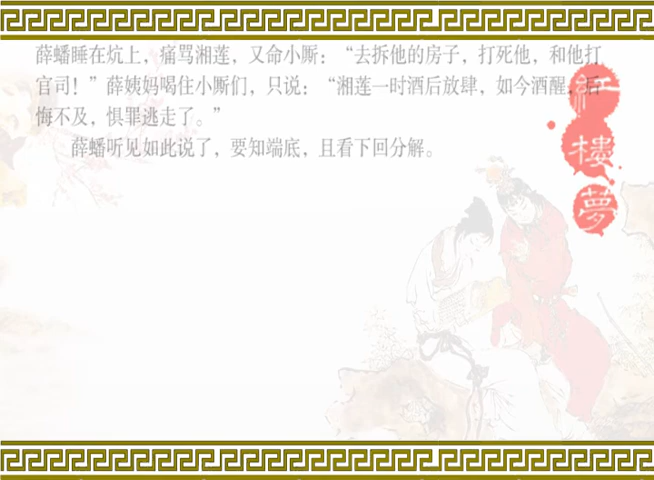 薛蟠睡在炕上，痛骂湘莲，又命小厮：“去拆他的房子，打死他，和他打
官司！”薛姨妈喝住小厮们，只说：“湘莲一时酒后放肆，如今酒醒，后
悔不及，惧罪逃走了。”
薛蟠听见如此说了，要知端底，且看下回分解。
红
楼
夢